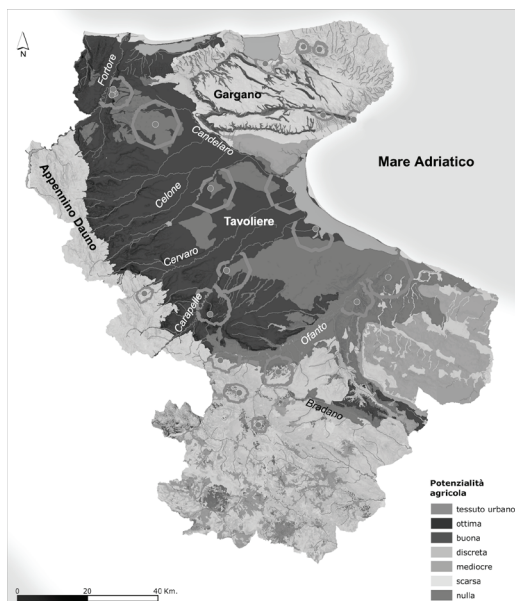 N
Fortore
Gargano
Candelaro
Mare Adriatico
Appennino Dauno
Celone
Tavoliere
Cervaro
Carapelle
Ofanto
Bradano
Potenzialità
agricola
tessuto urbano
ottima
buona
discreta
mediocre
scarsa
nulla
0 20 40 Km.